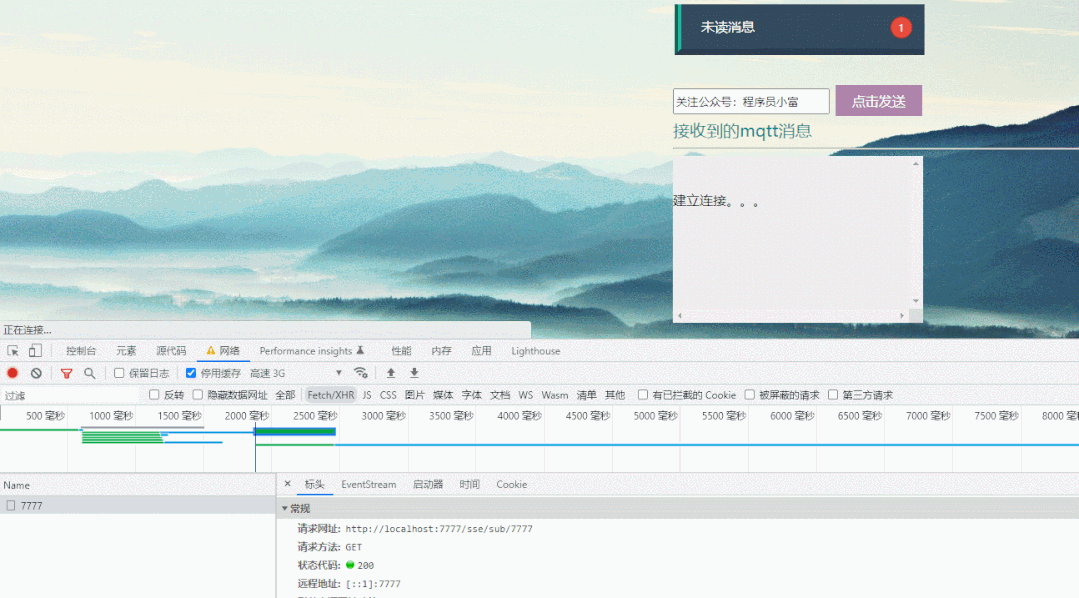 未读消息 1
关注公众号：程序员小富 点击发送
接收到的mqtt消息
建立连接。。。
正在连接...
控制台 元素 源代码 网络 Performance insights 性能 内存 应用 Lighthouse
保留日志 停用缓存 高速 3G
过滤 反转 隐藏数据网址 全部 Fetch/XHR JS CSS 图片 媒体 字体 文档 WS Wasm 清单 其他 有已拦截的 Cookie 被屏蔽的请求 第三方请求
500 毫秒 1000 毫秒 1500 毫秒 2000 毫秒 2500 毫秒 3000 毫秒 3500 毫秒 4000 毫秒 4500 毫秒 5000 毫秒 5500 毫秒 6000 毫秒 6500 毫秒 7000 毫秒 7500 毫秒 8000 毫
Name × 标头 EventStream 启动器 时间 Cookie
7777 常规
请求网址: http://localhost:7777/sse/sub/7777
请求方法: GET
状态代码: 200
远程地址: [::1]:7777